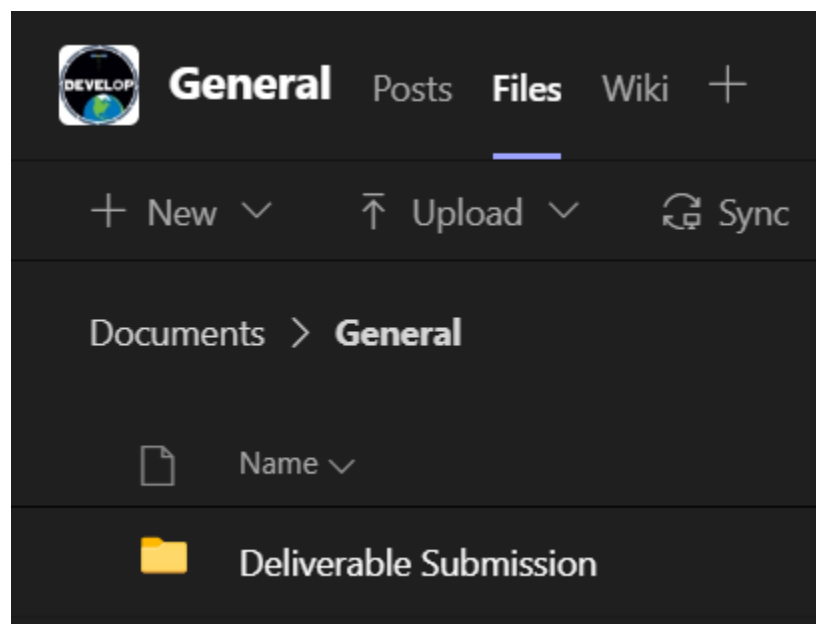 DEVELOP General Posts Files Wiki
New Upload Sync
Documents > General
Name
Deliverable Submission